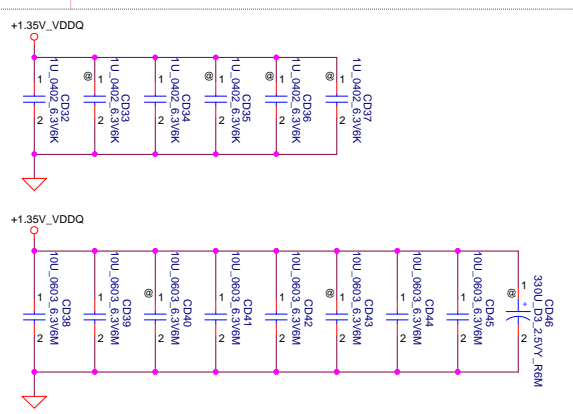 +1.35V_VDDQ
1
2
CD32
1U_0402_6.3V6K
@
1
2
CD33
1U_0402_6.3V6K
1
2
CD34
1U_0402_6.3V6K
@
1
2
CD35
1U_0402_6.3V6K
@
1
2
CD36
1U_0402_6.3V6K
@
1
2
CD37
1U_0402_6.3V6K
+1.35V_VDDQ
1
2
CD38
10U_0603_6.3V6M
1
2
CD39
10U_0603_6.3V6M
@
1
2
CD40
10U_0603_6.3V6M
1
2
CD41
10U_0603_6.3V6M
1
2
CD42
10U_0603_6.3V6M
@
1
2
CD43
10U_0603_6.3V6M
1
2
CD44
10U_0603_6.3V6M
1
2
CD45
10U_0603_6.3V6M
@
1
+
2
CD46
330U_D3_2.5VY_R6M